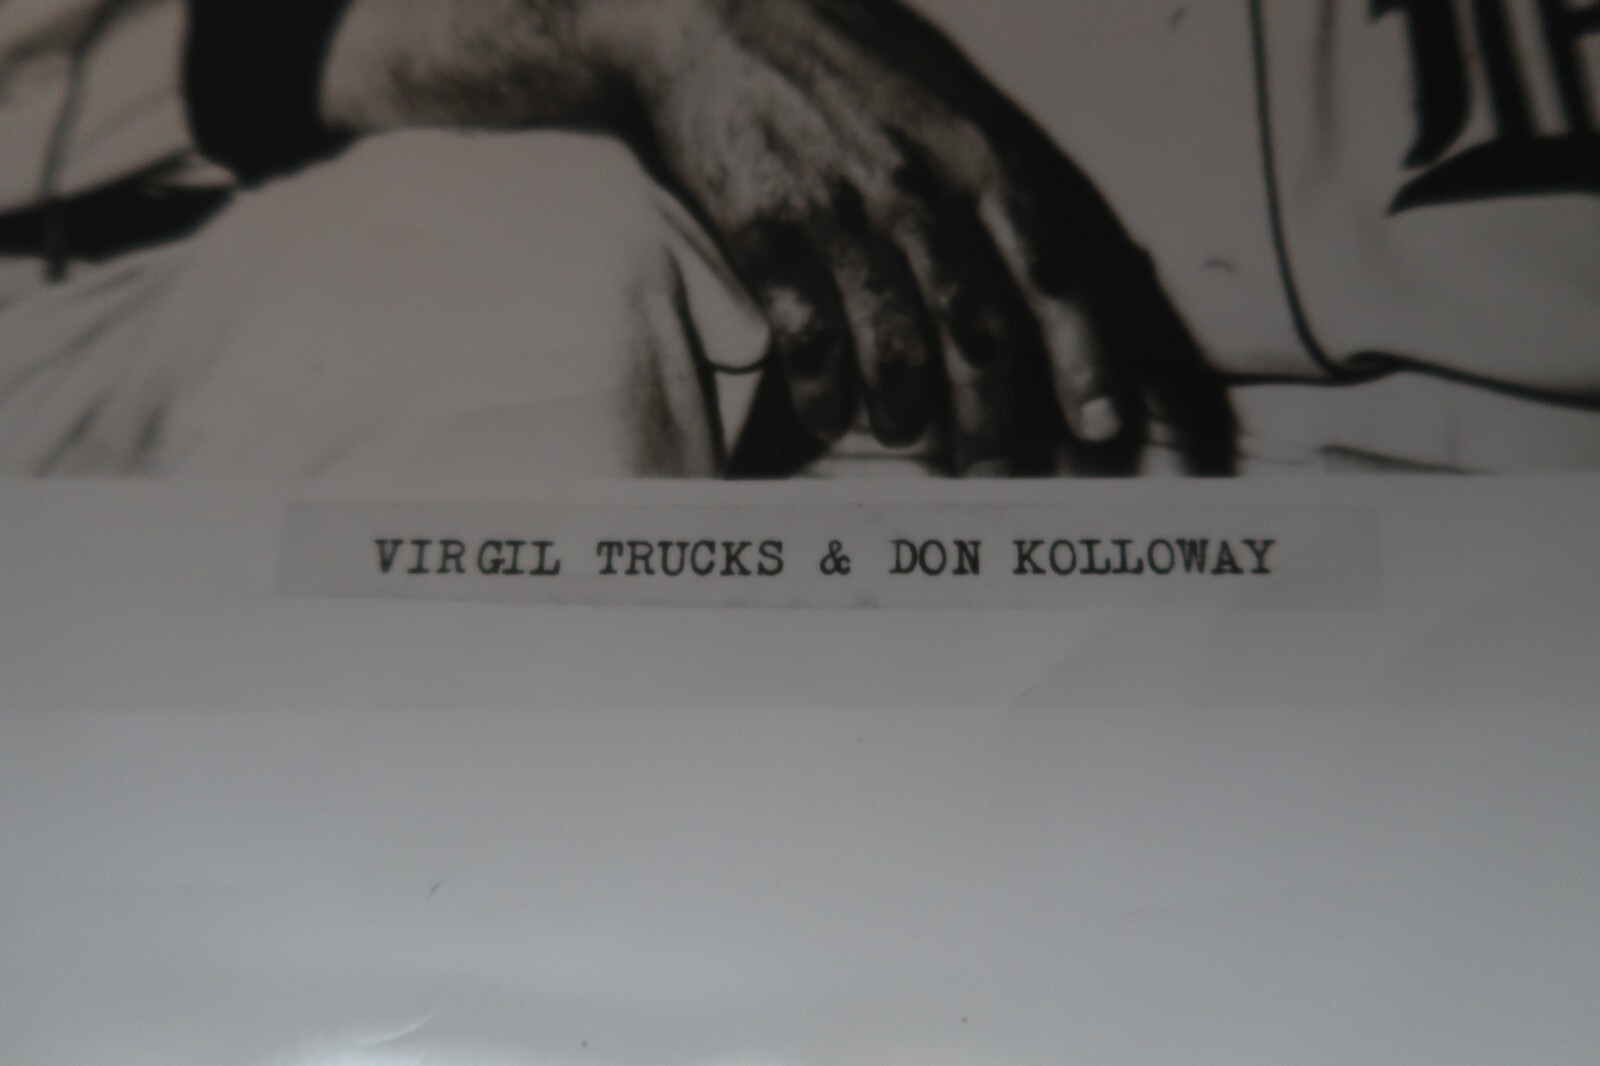 VIRGIL TRUCKS & DON KOLLOWAY